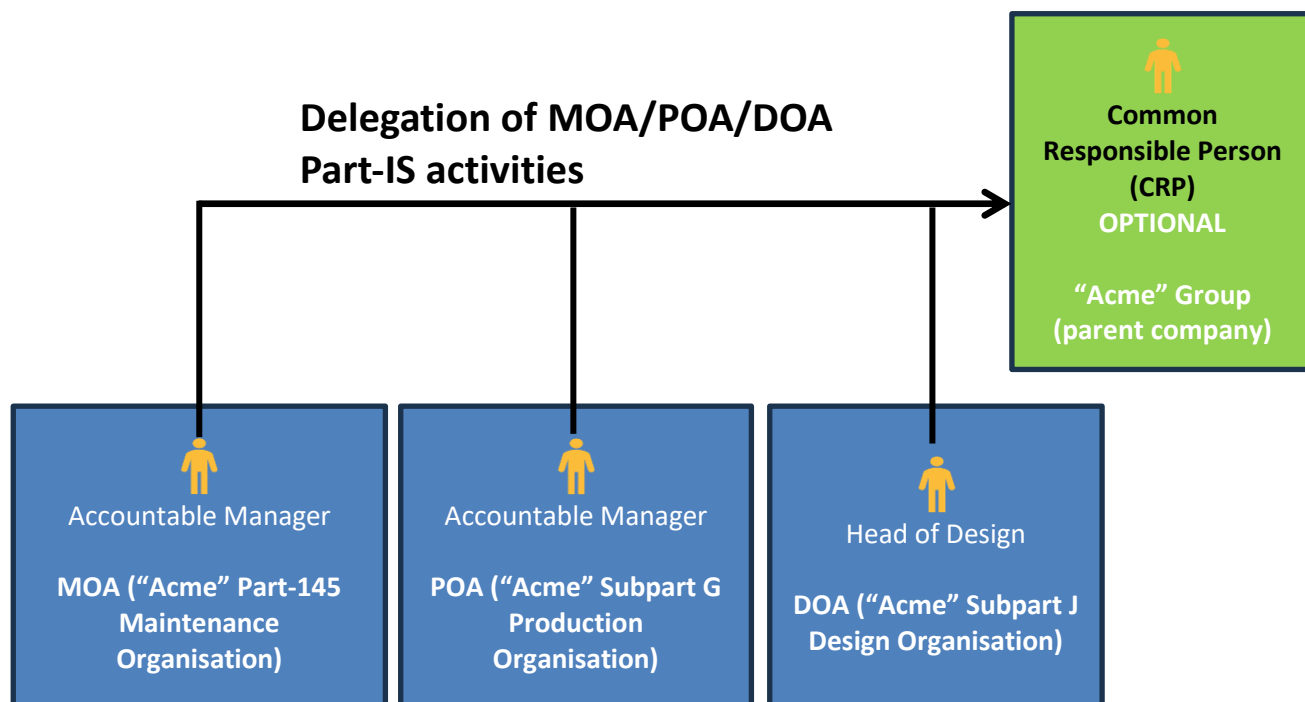 Delegation of MOA/POA/DOA
Part-IS activities
Common
Responsible Person
(CRP)
OPTIONAL
“Acme” Group
(parent company)
Accountable Manager
MOA (“Acme” Part-145
Maintenance
Organisation)
Accountable Manager
POA (“Acme” Subpart G
Production
Organisation)
Head of Design
DOA (“Acme” Subpart J
Design Organisation)